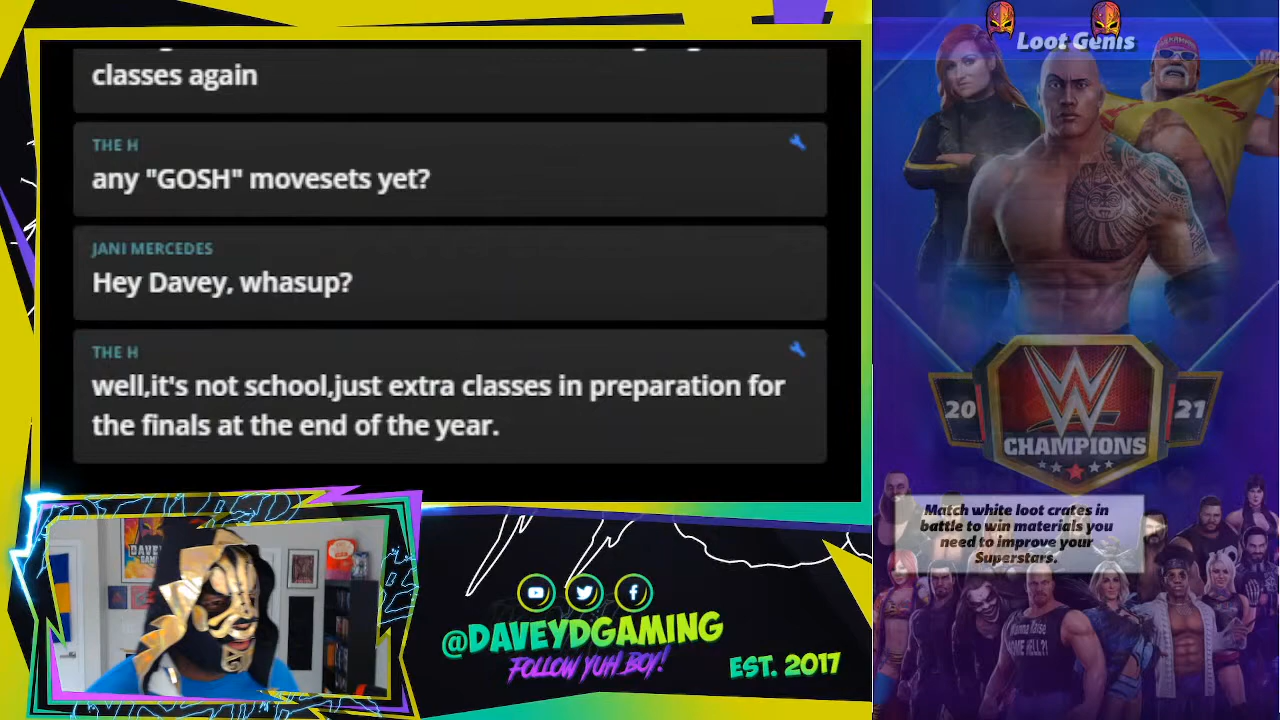 classes again
THE H
any "GOSH" movesets yet?
JANI MERCEDES
Hey Davey, whasup?
THE H
well,it's not school,just extra classes in preparation for
the finals at the end of the year.
@DAVEYDGAMING
FOLLOW YUH BOY!
EST. 2017
Loot Gems
20
21
W
CHAMPIONS
Match white loot crates in
battle to win materials you
need to improve your
Superstars.